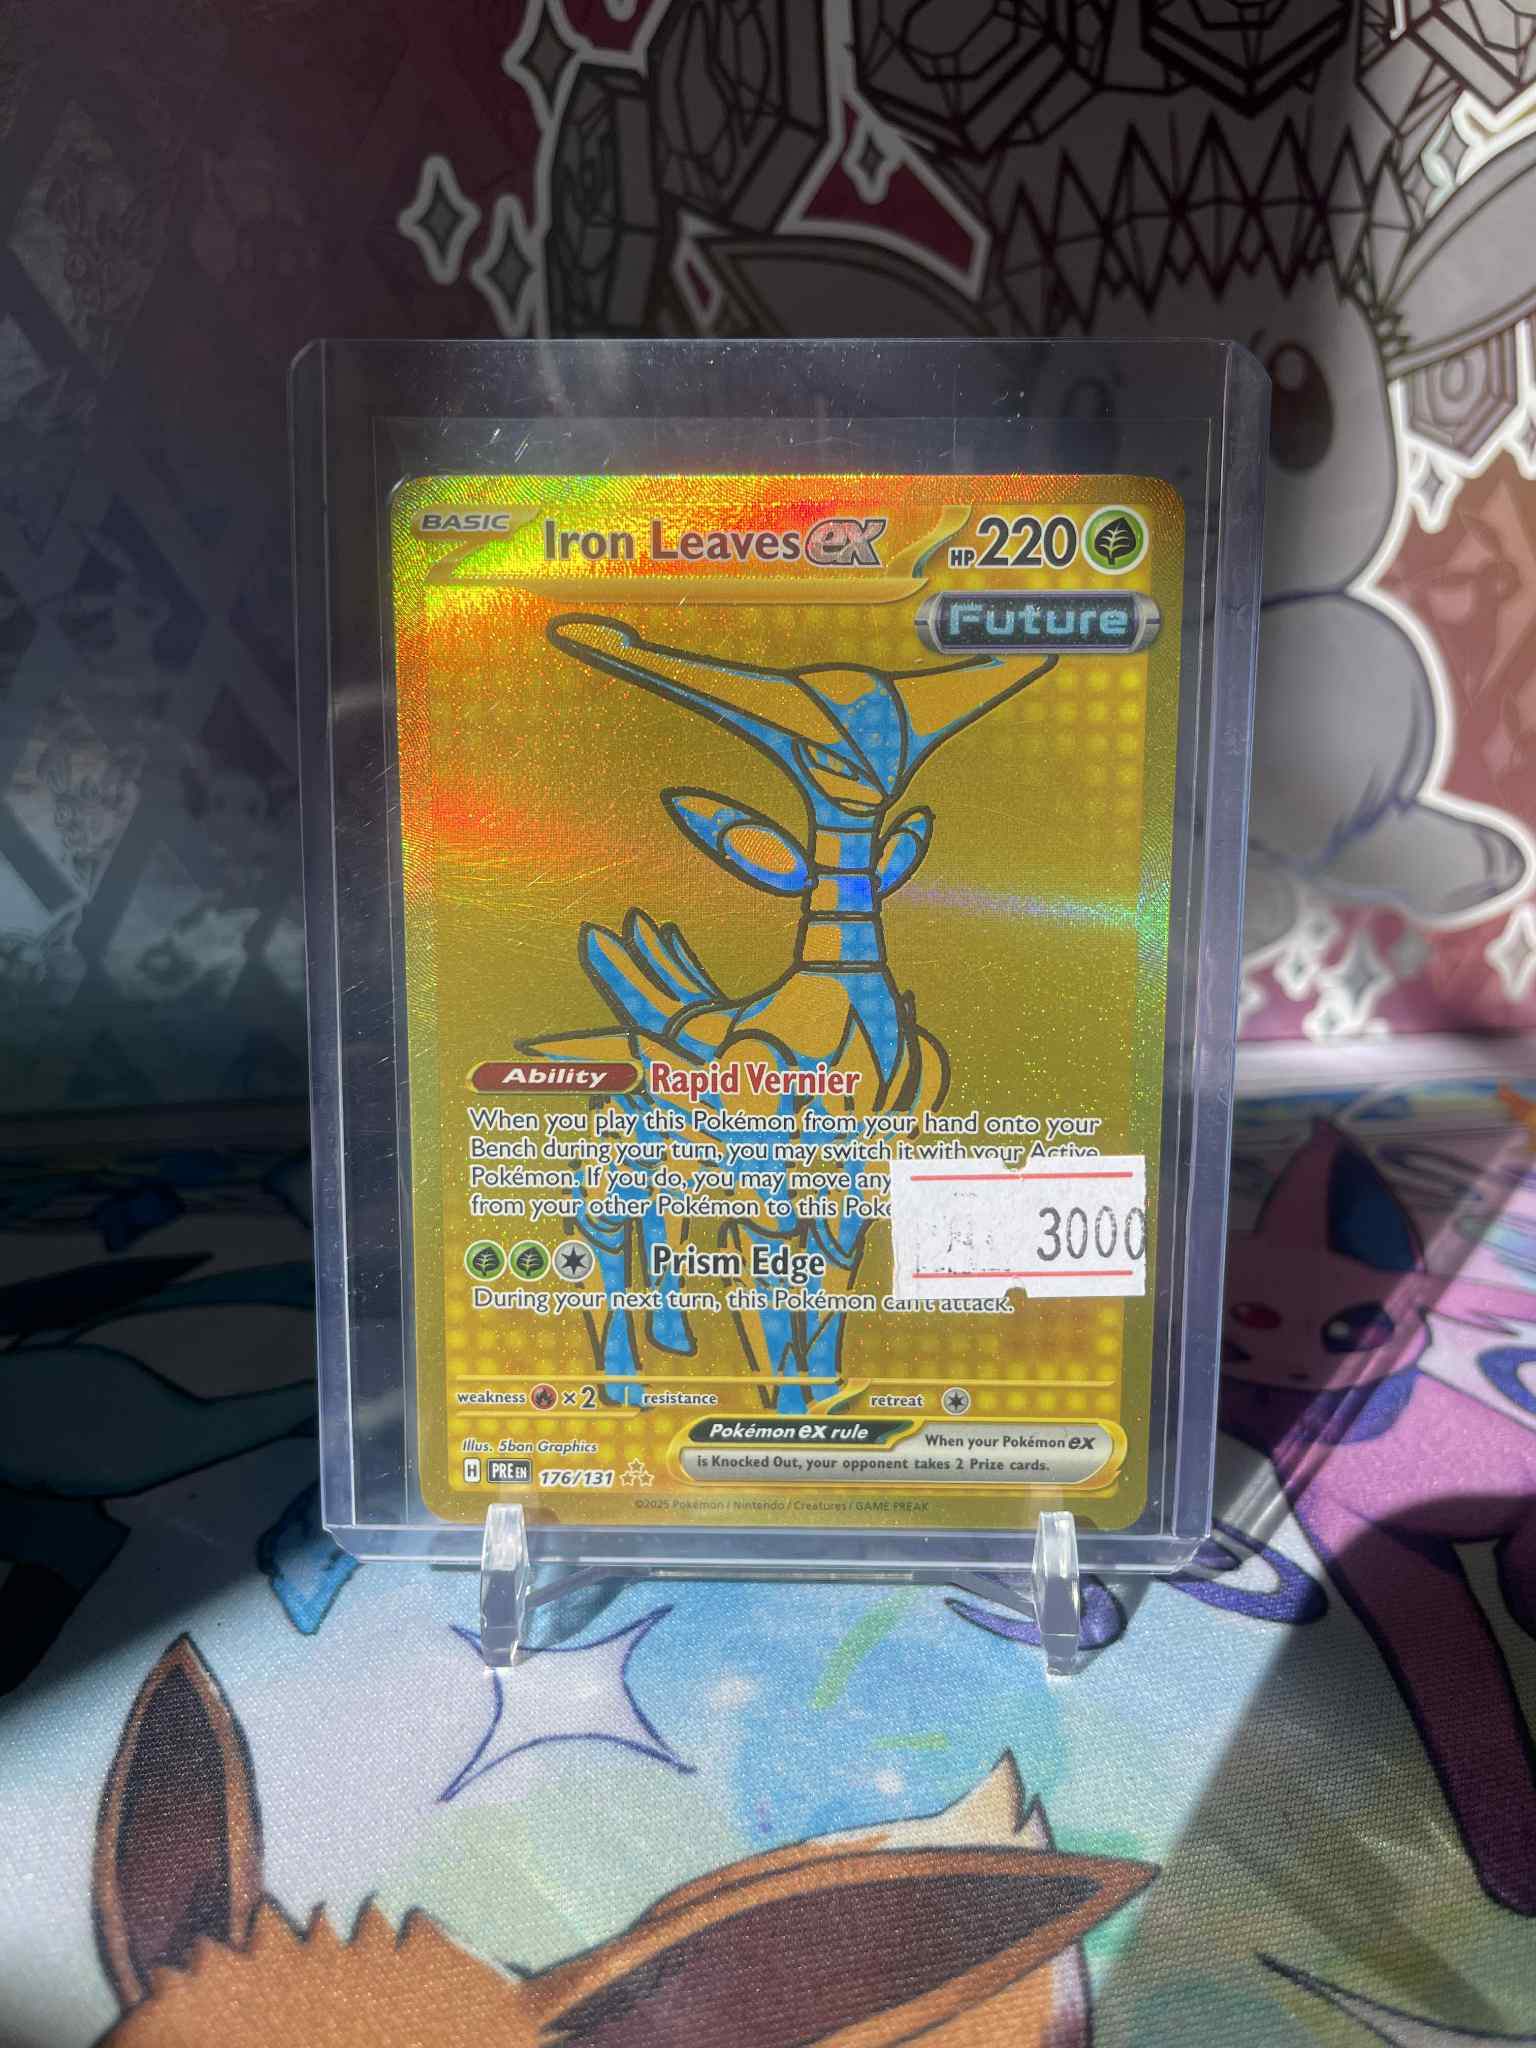 BASIC Iron Leaves ex HP 220
Future
Ability Rapid Vernier
When you play this Pokémon from your hand onto your
Bench during your turn, you may switch it with your Active
Pokémon. If you do, you may move any
from your other Pokémon to this
3000
Prism Edge
During your next turn, this Pokémon can't attack.
weakness ×2 resistance retreat
Pokémon ex rule When your Pokémon ex
is Knocked Out, your opponent takes 2 Prize cards.
Illus. 5ban Graphics
H PRE EN 176/131
©2025 Pokémon / Nintendo / Creatures / GAME FREAK